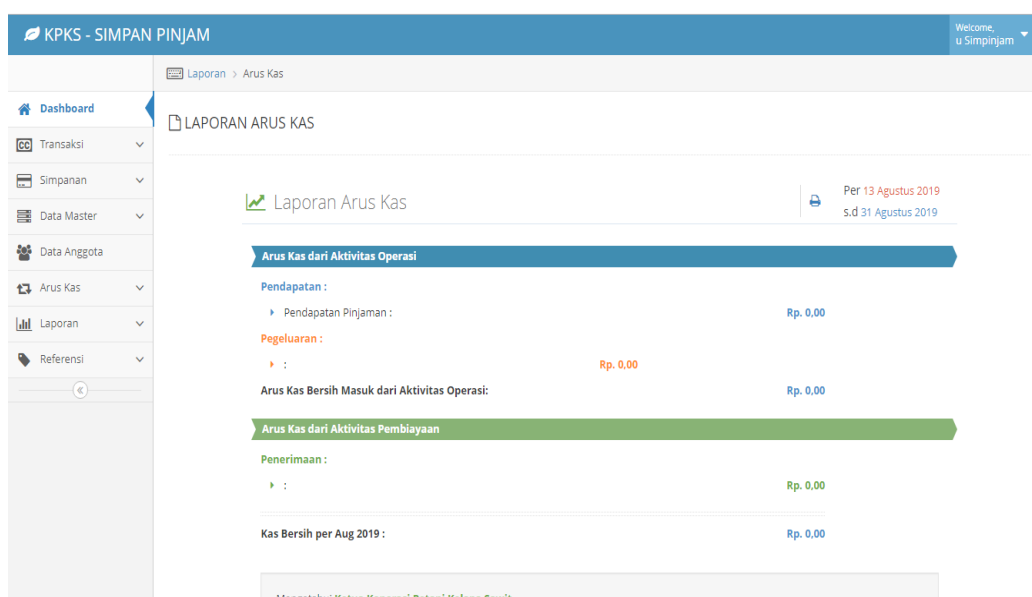 KPKS - SIMPAN PINJAM
Welcome,
u Simpinjam
Laporan > Arus Kas
Dashboard
Transaksi
Simpanan
Data Master
Data Anggota
Arus Kas
Laporan
Referensi
LAPORAN ARUS KAS
Laporan Arus Kas
Per 13 Agustus 2019
s.d 31 Agustus 2019
Arus Kas dari Aktivitas Operasi
Pendapatan :
Pendapatan Pinjaman : Rp. 0,00
Pegeluaran :
: Rp. 0,00
Arus Kas Bersih Masuk dari Aktivitas Operasi: Rp. 0,00
Arus Kas dari Aktivitas Pembiayaan
Penerimaan :
: Rp. 0,00
Kas Bersih per Aug 2019 : Rp. 0,00